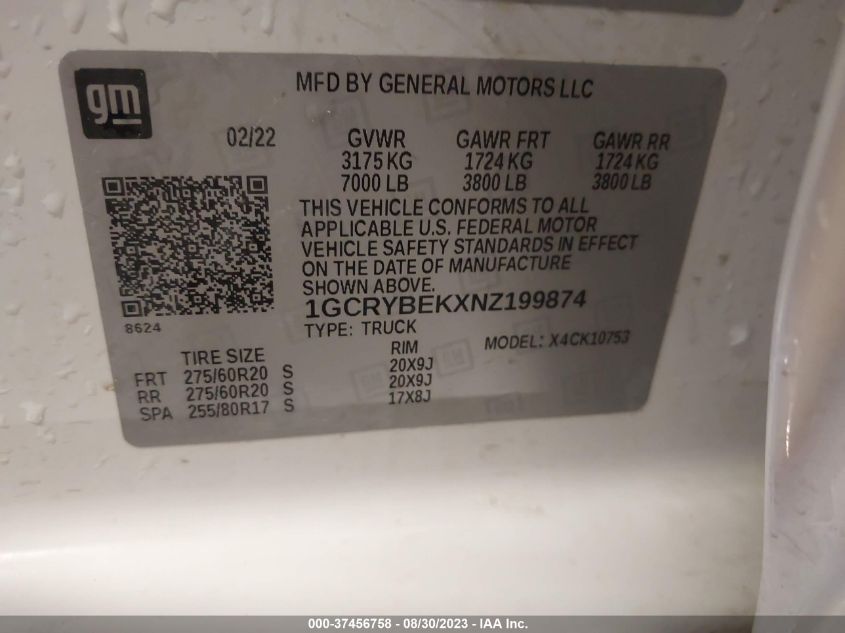 gm
MFD BY GENERAL MOTORS LLC
02/22 GVWR GAWR FRT GAWR RR
3175 KG 1724 KG 1724 KG
7000 LB 3800 LB 3800 LB
THIS VEHICLE CONFORMS TO ALL
APPLICABLE U.S. FEDERAL MOTOR
VEHICLE SAFETY STANDARDS IN EFFECT
ON THE DATE OF MANUFACTURE
SHOWN ABOVE.
1GCRYBEKXNZ199874
8624
TYPE: TRUCK
MODEL: X4CK10753
TIRE SIZE RIM
FRT 275/60R20 S 20X9J
RR 275/60R20 S 20X9J
SPA 255/80R17 S 17X8J
000-37456758 - 08/30/2023 - IAA Inc.